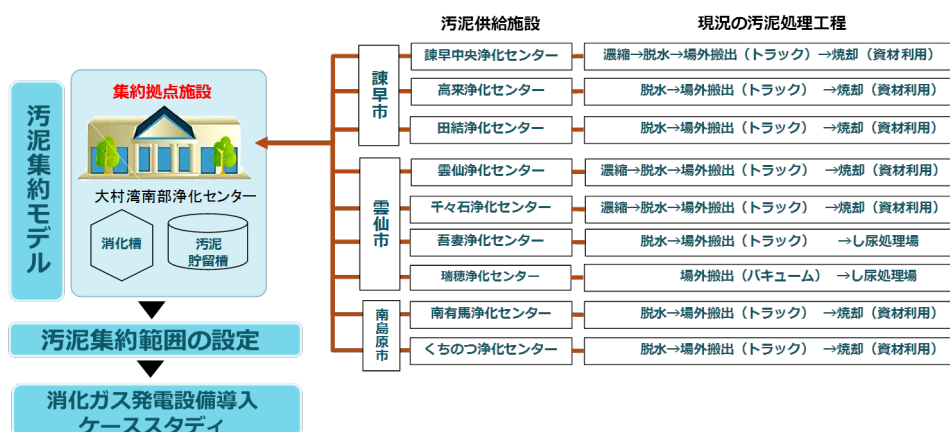 汚泥供給施設
現況の汚泥処理工程
汚泥集約モデル
集約拠点施設
大村湾南部浄化センター
消化槽
汚泥
貯留槽
汚泥集約範囲の設定
消化ガス発電設備導入
ケーススタディ
諫早市
諫早中央浄化センター
濃縮→脱水→場外搬出（トラック）→焼却（資材利用）
高来浄化センター
脱水→場外搬出（トラック） →焼却（資材利用）
田結浄化センター
脱水→場外搬出（トラック） →焼却（資材利用）
雲仙市
雲仙浄化センター
濃縮→脱水→場外搬出（トラック）→焼却（資材利用）
千々石浄化センター
濃縮→脱水→場外搬出（トラック）→焼却（資材利用）
吾妻浄化センター
脱水→場外搬出（トラック） →し尿処理場
瑞穂浄化センター
場外搬出（バキューム） →し尿処理場
南島原市
南有馬浄化センター
脱水→場外搬出（トラック） →焼却（資材利用）
くちのつ浄化センター
脱水→場外搬出（トラック） →焼却（資材利用）